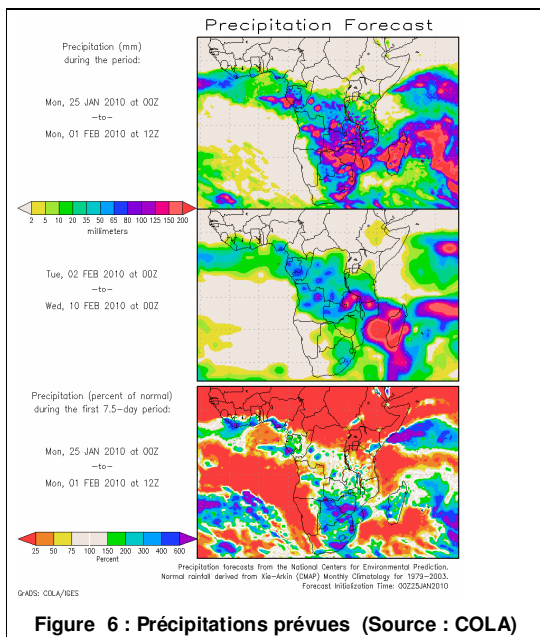 Precipitation Forecast
Precipitation (mm)
during the period:
Mon, 25 JAN 2010 at 00Z
—to—
Mon, 01 FEB 2010 at 12Z
2 5 10 20 35 50 65 80 100 125 150 200
millimeters
Tue, 02 FEB 2010 at 00Z
—to—
Wed, 10 FEB 2010 at 00Z
Precipitation (percent of normal)
during the first 7.5-day period:
Mon, 25 JAN 2010 at 00Z
—to—
Mon, 01 FEB 2010 at 12Z
25 50 75 100 150 200 300 400 600
Percent
Precipitation forecasts from the National Centers for Environmental Prediction.
Normal rainfall derived from Xie-Arkin (CMAP) Monthly Climatology for 1979-2003.
Forecast Initialization Time: 00Z25JAN2010
GrADS: COLA/IGES
Figure 6 : Précipitations prévues (Source : COLA)